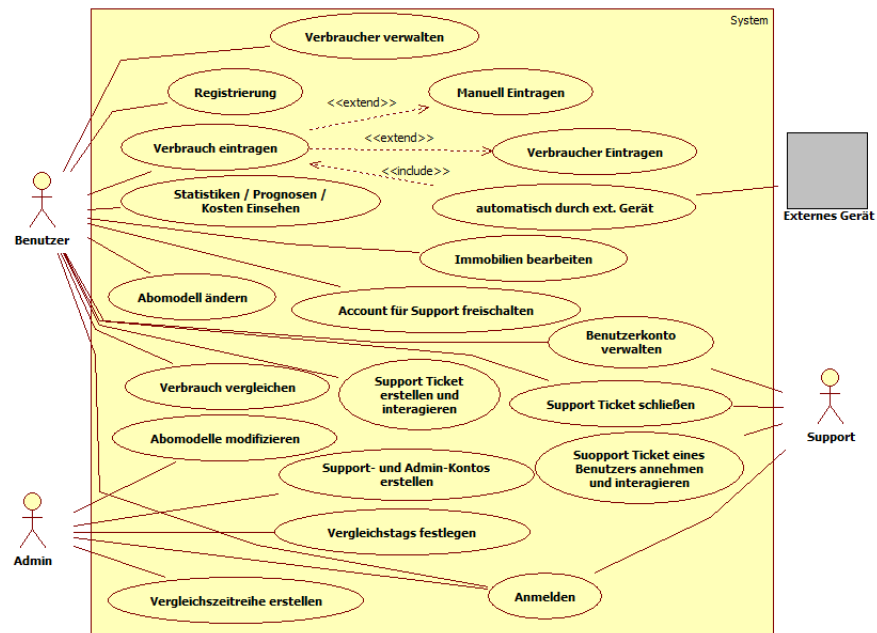 System
Verbraucher verwalten
Registrierung
<<extend>>
Manuell Eintragen
Verbrauch eintragen
<<extend>>
Verbraucher Eintragen
<<include>>
Statistiken / Prognosen /
Kosten Einsehen
automatisch durch ext. Gerät
Externes Gerät
Benutzer
Immobilien bearbeiten
Abomodell ändern
Account für Support freischalten
Benutzerkonto
verwalten
Verbrauch vergleichen
Support Ticket
erstellen und
interagieren
Support Ticket schließen
Support
Abomodelle modifizieren
Suopport Ticket eines
Benutzers annehmen
und interagieren
Support- und Admin-Kontos
erstellen
Vergleichstags festlegen
Admin
Anmelden
Vergleichszeitreihe erstellen